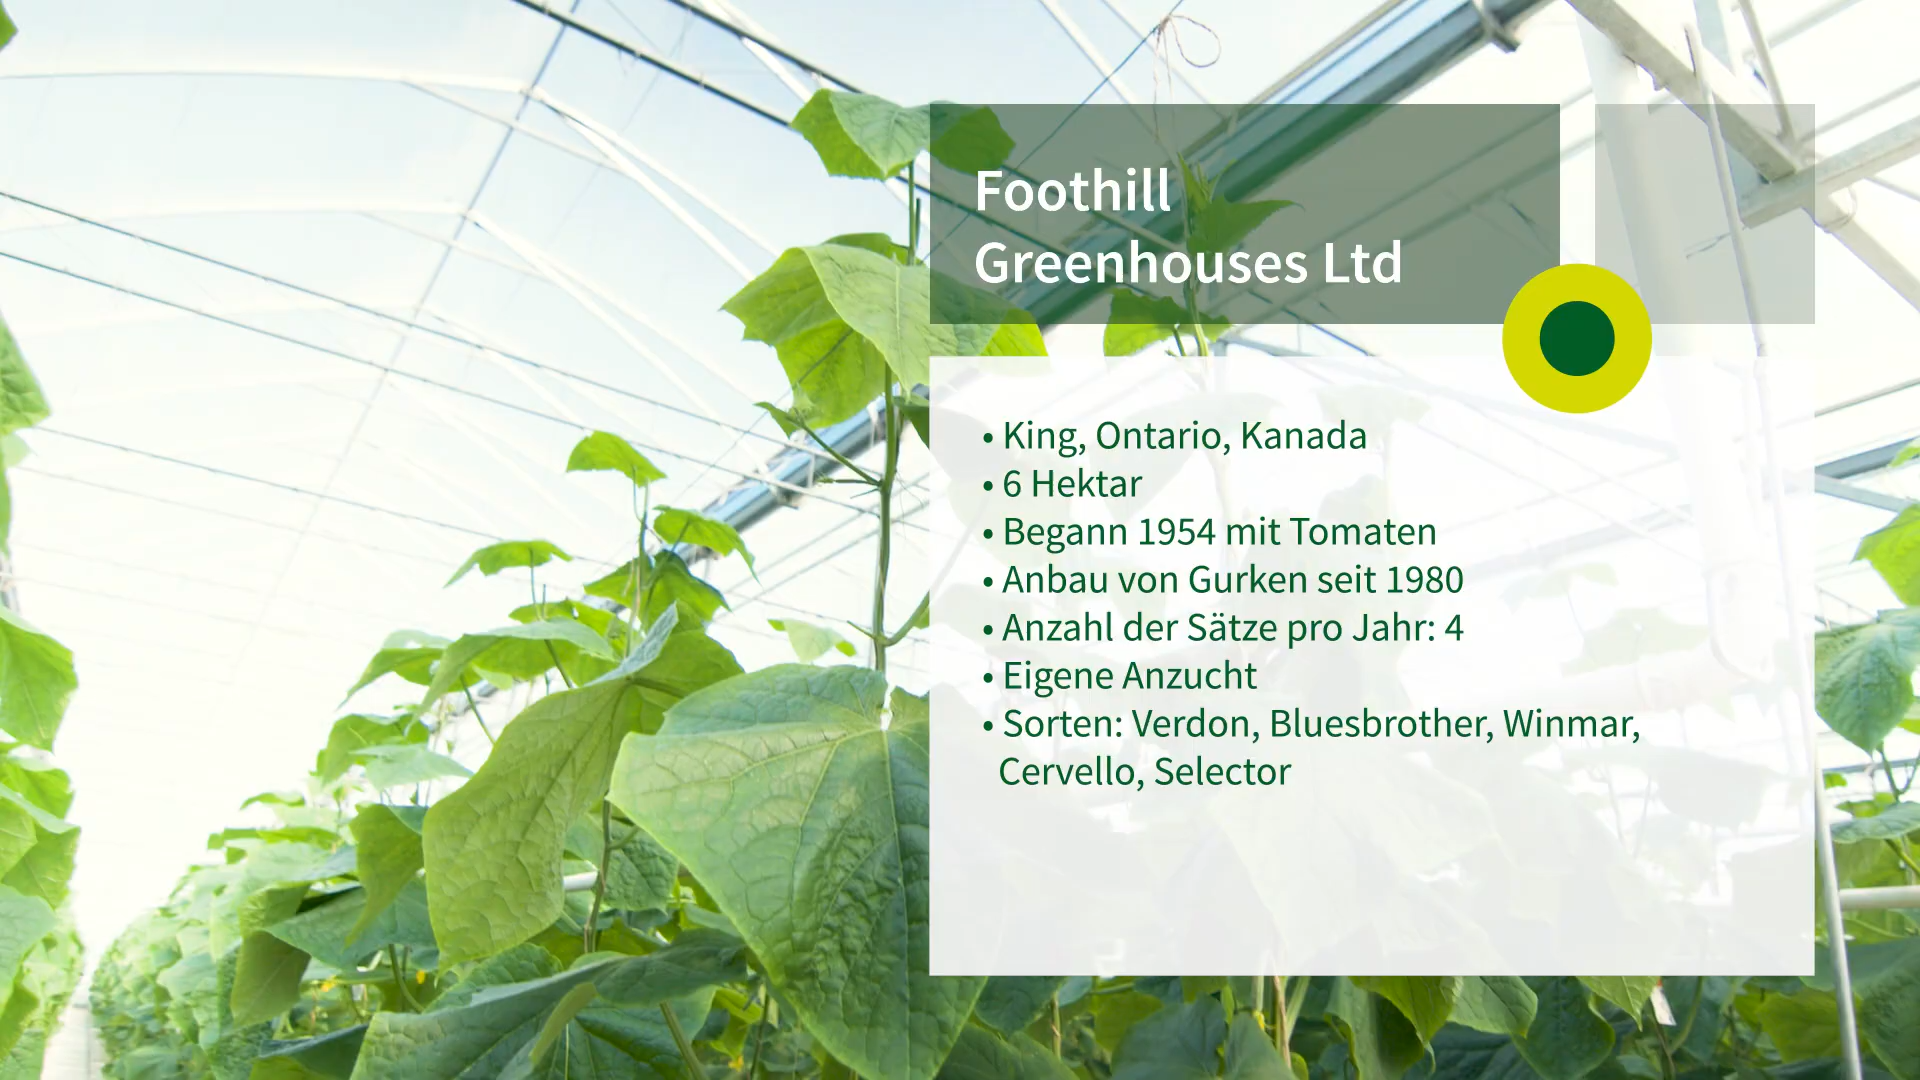 Foothill
Greenhouses Ltd
• King, Ontario, Kanada
• 6 Hektar
• Begann 1954 mit Tomaten
• Anbau von Gurken seit 1980
• Anzahl der Sätze pro Jahr: 4
• Eigene Anzucht
• Sorten: Verdon, Bluesbrother, Winmar,
Cervello, Selector